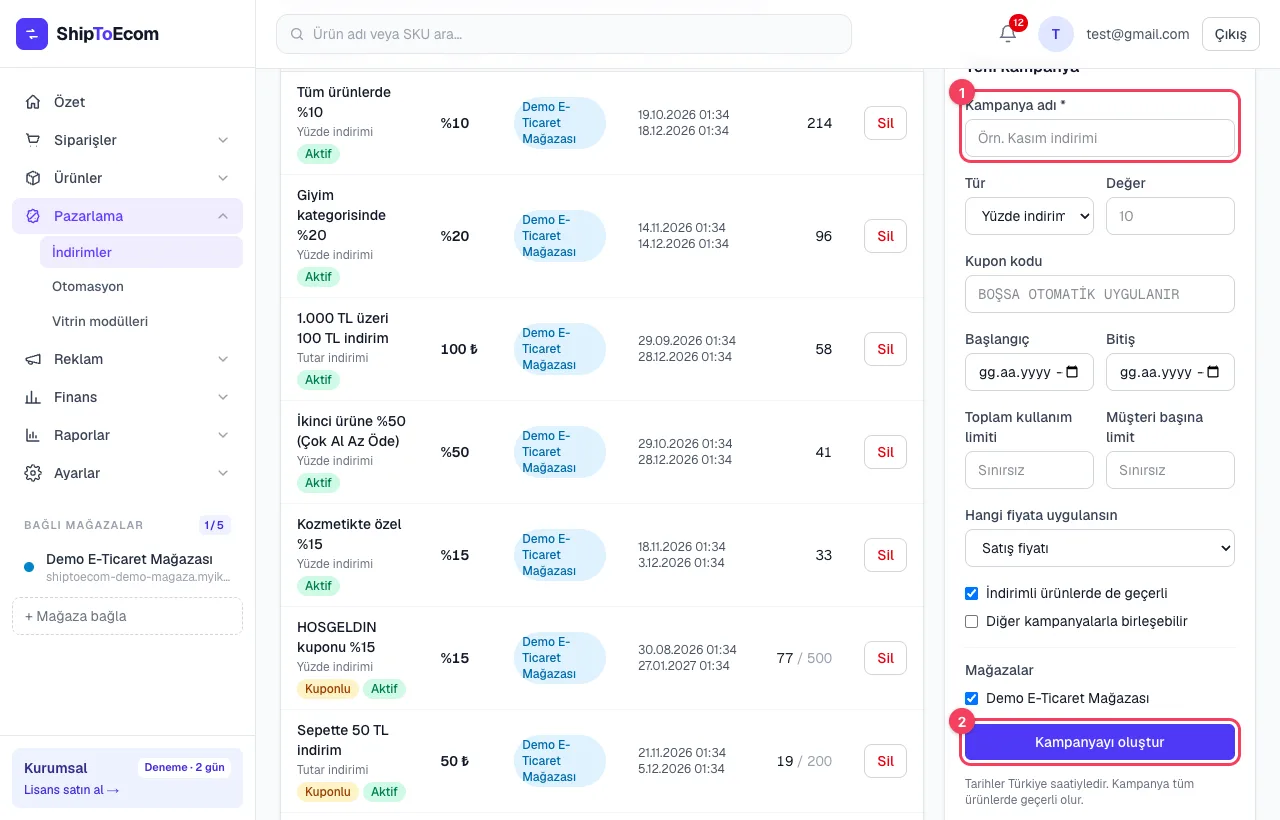 ShipToEcom
Ürün adı veya SKU ara...
12
T
test@gmail.com
Çıkış
Özet
Siparişler
Ürünler
Pazarlama
İndirimler
Otomasyon
Vitrin modülleri
Reklam
Finans
Raporlar
Ayarlar
BAĞLI MAĞAZALAR
1/5
Demo E-Ticaret Mağazası
shiptoecom-demo-magaza.myik...
+ Mağaza bağla
Kurumsal
Deneme · 2 gün
Lisans satın al →
Tüm ürünlerde
%10
Yüzde indirimi
Aktif
%10
Demo E-
Ticaret
Mağazası
19.10.2026 01:34
18.12.2026 01:34
214
Sil
Giyim
kategorisinde
%20
Yüzde indirimi
Aktif
%20
Demo E-
Ticaret
Mağazası
14.11.2026 01:34
14.12.2026 01:34
96
Sil
1.000 TL üzeri
100 TL indirim
Tutar indirimi
Aktif
100 ₺
Demo E-
Ticaret
Mağazası
29.09.2026 01:34
28.12.2026 01:34
58
Sil
İkinci ürüne %50
(Çok Al Az Öde)
Yüzde indirimi
Aktif
%50
Demo E-
Ticaret
Mağazası
29.10.2026 01:34
28.12.2026 01:34
41
Sil
Kozmetikte özel
%15
Yüzde indirimi
Aktif
%15
Demo E-
Ticaret
Mağazası
18.11.2026 01:34
3.12.2026 01:34
33
Sil
HOSGELDIN
kuponu %15
Yüzde indirimi
Kuponlu
Aktif
%15
Demo E-
Ticaret
Mağazası
30.08.2026 01:34
27.01.2027 01:34
77 / 500
Sil
Sepette 50 TL
indirim
Tutar indirimi
Kuponlu
Aktif
50 ₺
Demo E-
Ticaret
Mağazası
21.11.2026 01:34
5.12.2026 01:34
19 / 200
Sil
Yeni kampanya
1
Kampanya adı *
Örn. Kasım indirimi
Tür
Değer
Yüzde indirim
10
Kupon kodu
BOŞSA OTOMATİK UYGULANIR
Başlangıç
Bitiş
gg.aa.yyyy -
gg.aa.yyyy -
Toplam kullanım
limiti
Müşteri başına
limit
Sınırsız
Sınırsız
Hangi fiyata uygulansın
Satış fiyatı
İndirimli ürünlerde de geçerli
Diğer kampanyalarla birleşebilir
Mağazalar
Demo E-Ticaret Mağazası
2
Kampanyayı oluştur
Tarihler Türkiye saatiyledir. Kampanya tüm
ürünlerde geçerli olur.